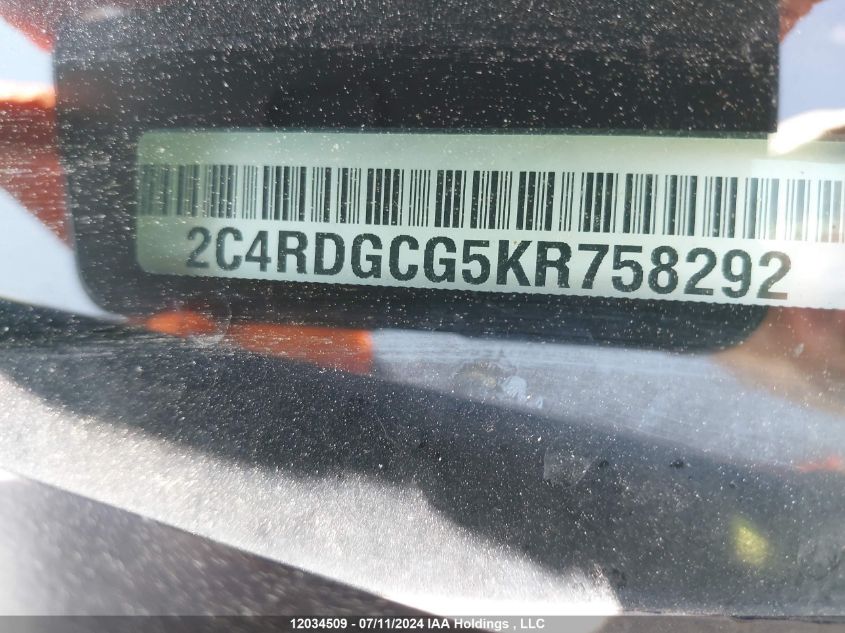 2C4RDGCG5KR758292
12034509 - 07/11/2024 IAA Holdings , LLC